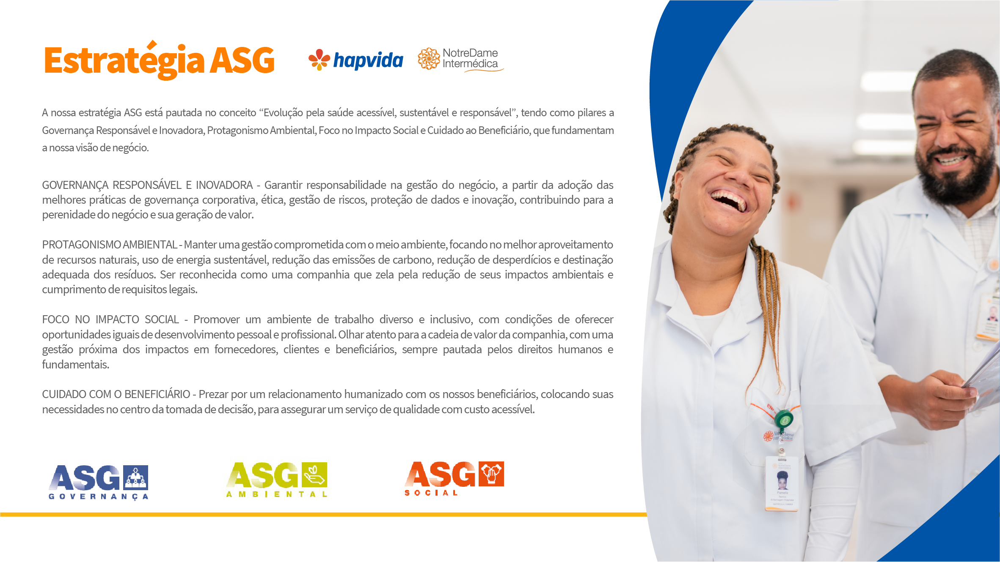 Estratégia ASG
hapvida
NotreDame
Intermédica
A nossa estratégia ASG está pautada no conceito “Evolução pela saúde acessível, sustentável e responsável”, tendo como pilares a
Governança Responsável e Inovadora, Protagonismo Ambiental, Foco no Impacto Social e Cuidado ao Beneficiário, que fundamentam
a nossa visão de negócio.
GOVERNANÇA RESPONSÁVEL E INOVADORA - Garantir responsabilidade na gestão do negócio, a partir da adoção das
melhores práticas de governança corporativa, ética, gestão de riscos, proteção de dados e inovação, contribuindo para a
perenidade do negócio e sua geração de valor.
PROTAGONISMO AMBIENTAL - Manter uma gestão comprometida com o meio ambiente, focando no melhor aproveitamento
de recursos naturais, uso de energia sustentável, redução das emissões de carbono, redução de desperdícios e destinação
adequada dos resíduos. Ser reconhecida como uma companhia que zela pela redução de seus impactos ambientais e
cumprimento de requisitos legais.
FOCO NO IMPACTO SOCIAL - Promover um ambiente de trabalho diverso e inclusivo, com condições de oferecer
oportunidades iguais de desenvolvimento pessoal e profissional. Olhar atento para a cadeia de valor da companhia, com uma
gestão próxima dos impactos em fornecedores, clientes e beneficiários, sempre pautada pelos direitos humanos e
fundamentais.
CUIDADO COM O BENEFICIÁRIO - Prezar por um relacionamento humanizado com os nossos beneficiários, colocando suas
necessidades no centro da tomada de decisão, para assegurar um serviço de qualidade com custo acessível.
ASG
GOVERNANÇA
ASG
AMBIENTAL
ASG
SOCIAL
NotreDame
Intermédica
Pamella